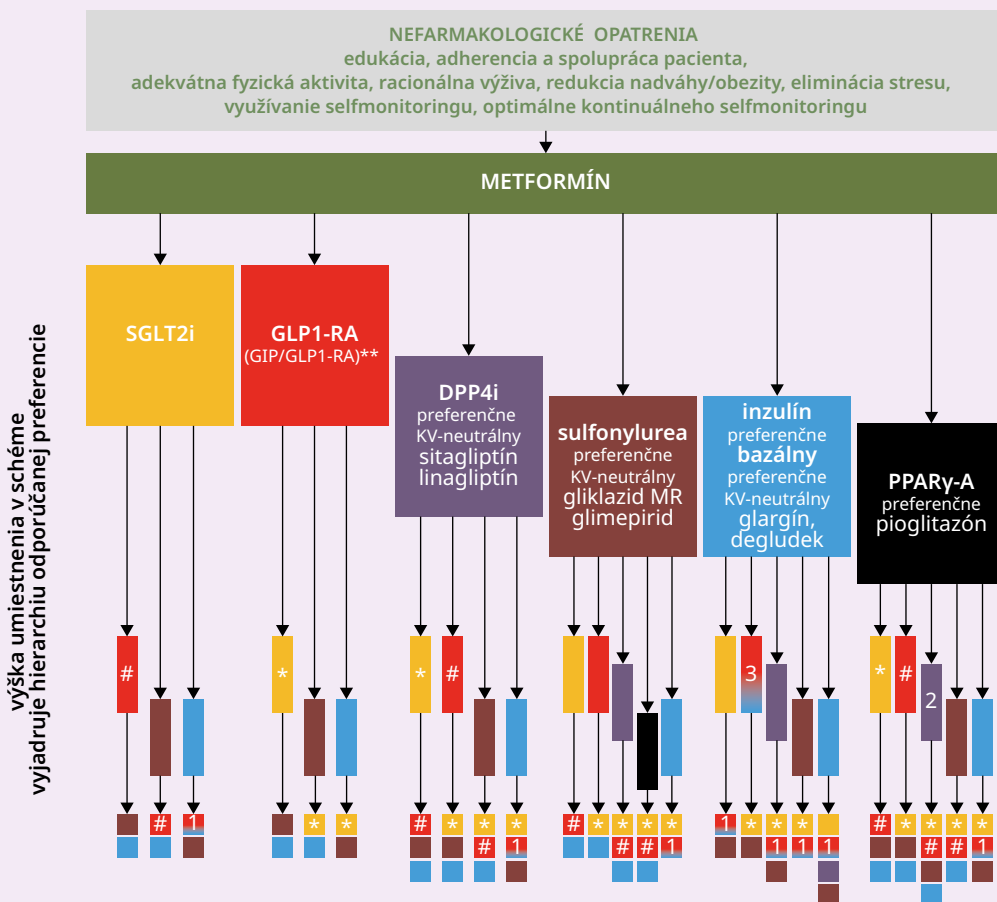 NEFARMAKOLOGICKÉ OPATRENIA
edukácia, adherencia a spolupráca pacienta,
adekvátna fyzická aktivita, racionálna výživa, redukcia nadváhy/obezity, eliminácia stresu,
využívanie selfmonitoringu, optimálne kontinuálneho selfmonitoringu
METFORMÍN
výška umiestnenia v schéme
vyjadruje hierarchiu odporúčanej preferencie
SGLT2i
GLP1-RA
(GIP/GLP1-RA)**
DPP4i
preferenčne
KV-neutrálny
sitagliptín
linagliptín
sulfonylurea
preferenčne
KV-neutrálny
gliklazid MR
glimepirid
inzulín
preferenčne
bazálny
preferenčne
KV-neutrálny
glargín,
degludek
PPARγ-A
preferenčne
pioglitazón
# * * # 3 * # 2
# 1 * * # * * * # * * * * 1 * * * # * * * *
# 1 # # 1 1 1 1 # # 1